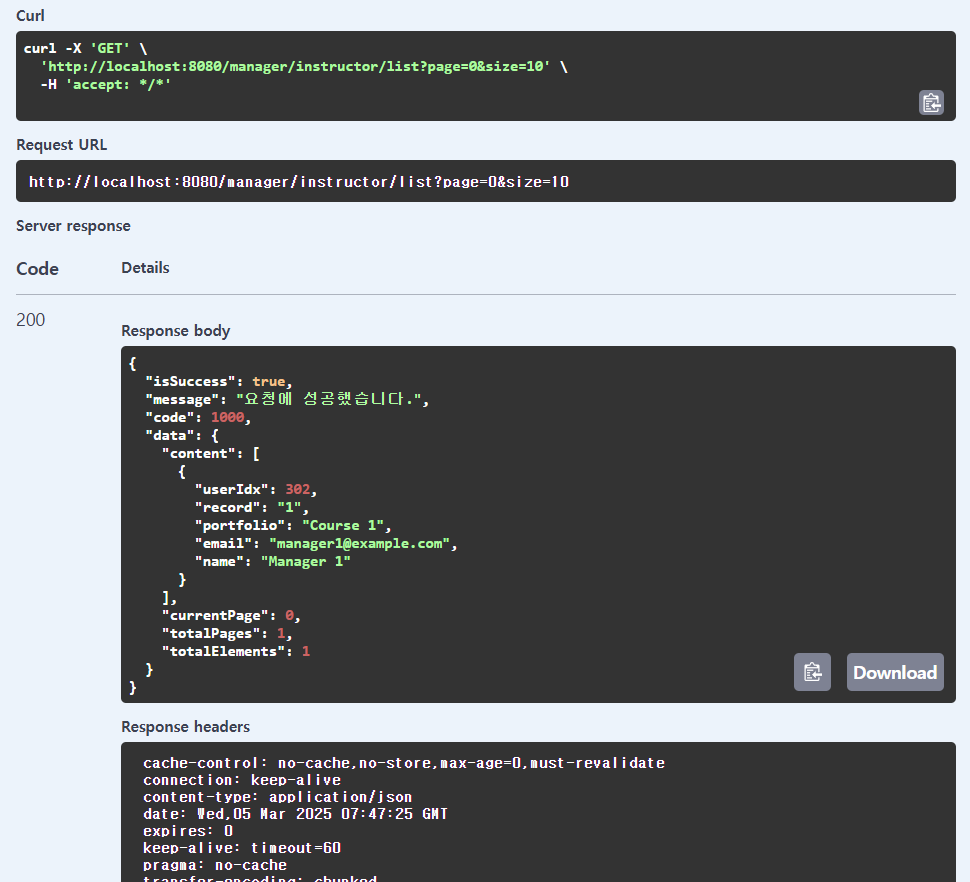 Curl
curl -X 'GET' \
  'http://localhost:8080/manager/instructor/list?page=0&size=10' \
  -H 'accept: */*'
Request URL
http://localhost:8080/manager/instructor/list?page=0&size=10
Server response
Code Details
200
Response body
{
  "isSuccess": true,
  "message": "요청에 성공했습니다.",
  "code": 1000,
  "data": {
    "content": [
      {
        "userIdx": 302,
        "record": "1",
        "portfolio": "Course 1",
        "email": "manager1@example.com",
        "name": "Manager 1"
      }
    ],
    "currentPage": 0,
    "totalPages": 1,
    "totalElements": 1
  }
}
Download
Response headers
cache-control: no-cache,no-store,max-age=0,must-revalidate
connection: keep-alive
content-type: application/json
date: Wed,05 Mar 2025 07:47:25 GMT
expires: 0
keep-alive: timeout=60
pragma: no-cache
transfer-encoding: chunked